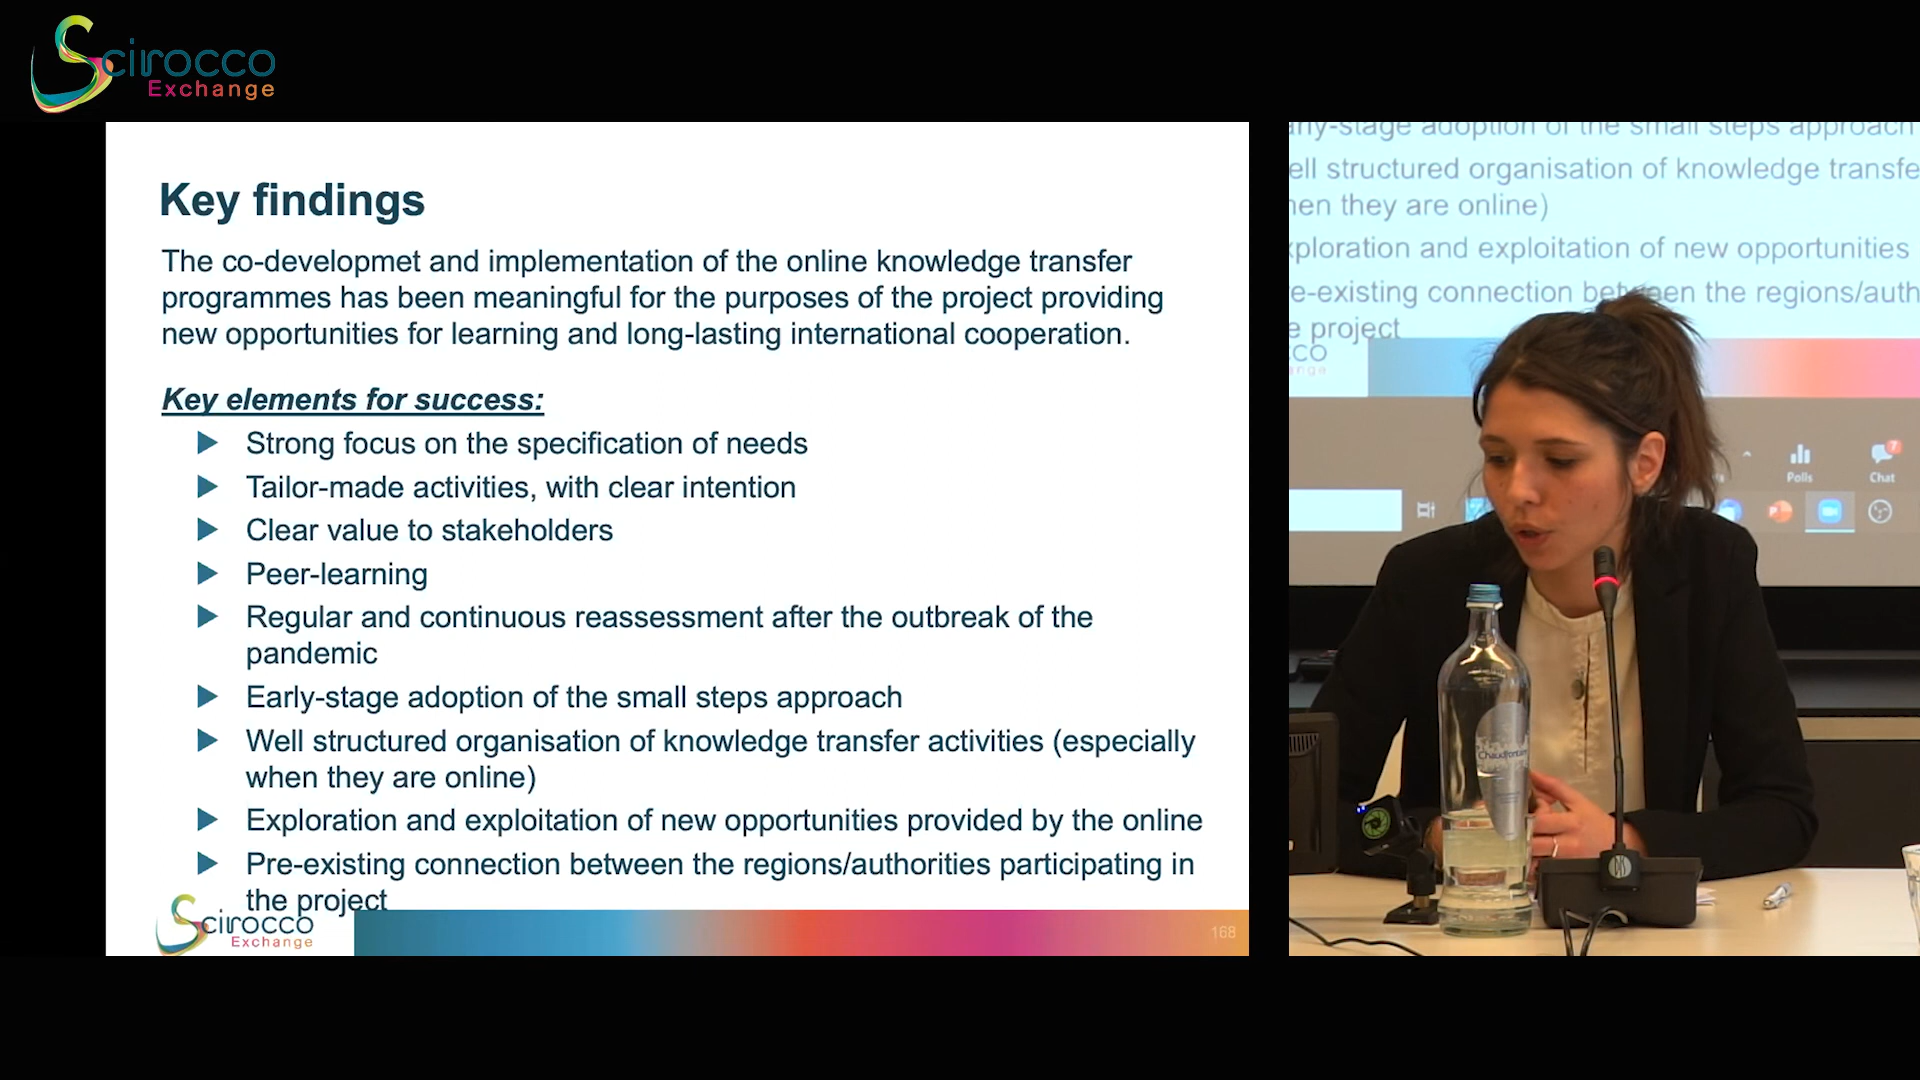 Scirocco
Exchange
Key findings
The co-developmet and implementation of the online knowledge transfer
programmes has been meaningful for the purposes of the project providing
new opportunities for learning and long-lasting international cooperation.
Key elements for success:
Strong focus on the specification of needs
Tailor-made activities, with clear intention
Clear value to stakeholders
Peer-learning
Regular and continuous reassessment after the outbreak of the
pandemic
Early-stage adoption of the small steps approach
Well structured organisation of knowledge transfer activities (especially
when they are online)
Exploration and exploitation of new opportunities provided by the online
Pre-existing connection between the regions/authorities participating in
the project
Scirocco
Exchange
168
any-stage adoption of the small steps approach
ell structured organisation of knowledge transfe
en they are online)
ploration and exploitation of new opportunities
e-existing connection between the regions/auth
e project
Polls
Chat
7
Chaudfontaine